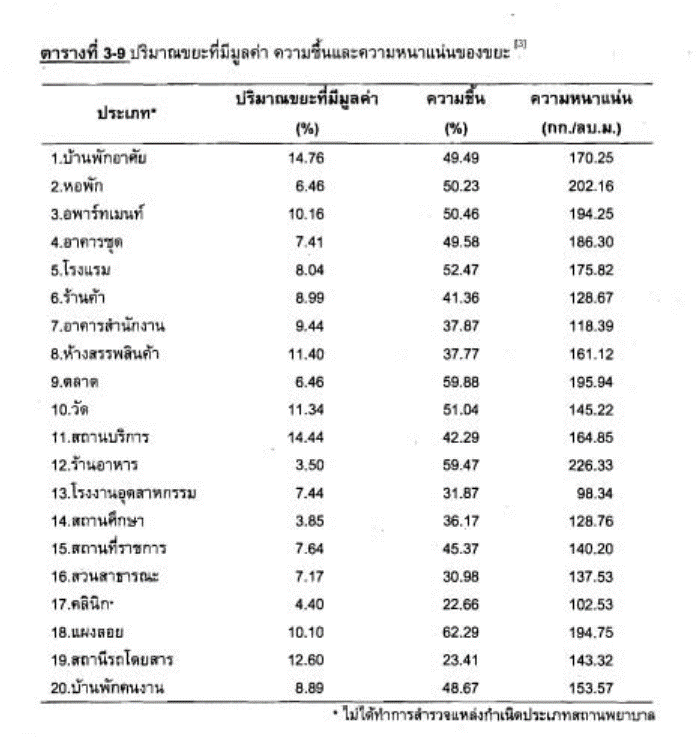 ตารางที่ 3-9 ปริมาณขยะที่มีมูลค่า ความชื้นและความหนาแน่นของขยะ [3]
ประเภท* ปริมาณขยะที่มีมูลค่า (%) ความชื้น (%) ความหนาแน่น (กก./ลบ.ม.)
1.บ้านพักอาศัย 14.76 49.49 170.25
2.หอพัก 6.46 50.23 202.16
3.อพาร์ทเมนท์ 10.16 50.46 194.25
4.อาคารชุด 7.41 49.58 186.30
5.โรงแรม 8.04 52.47 175.82
6.ร้านค้า 8.99 41.36 128.67
7.อาคารสำนักงาน 9.44 37.87 118.39
8.ห้างสรรพสินค้า 11.40 37.77 161.12
9.ตลาด 6.46 59.88 195.94
10.วัด 11.34 51.04 145.22
11.สถานบริการ 14.44 42.29 164.85
12.ร้านอาหาร 3.50 59.47 226.33
13.โรงงานอุตสาหกรรม 7.44 31.87 98.34
14.สถานศึกษา 3.85 36.17 128.76
15.สถานที่ราชการ 7.64 45.37 140.20
16.สวนสาธารณะ 7.17 30.98 137.53
17.คลินิก* 4.40 22.66 102.53
18.แผงลอย 10.10 62.29 194.75
19.สถานีรถโดยสาร 12.60 23.41 143.32
20.บ้านพักคนงาน 8.89 48.67 153.57
* ไม่ได้ทำการสำรวจแหล่งกำเนิดประเภทสถานพยาบาล